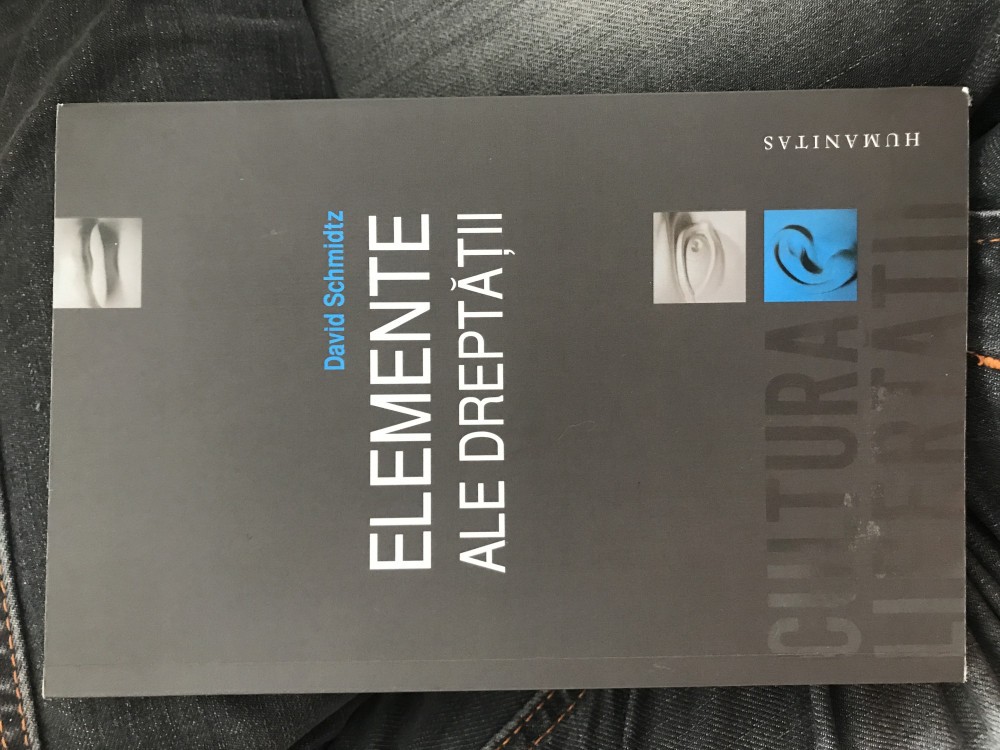 David Schmidtz
ELEMENTE
ALE DREPTĂȚII
CULTURA
LIBERTĂȚII
HUMANITAS